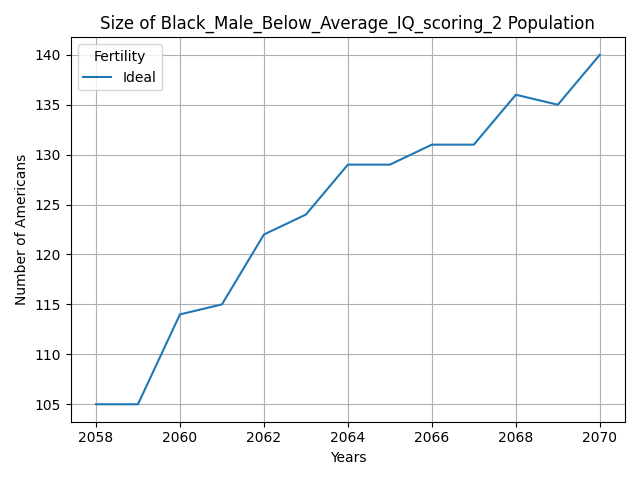 Size of Black_Male_Below_Average_IQ_scoring_2 Population
Fertility
Ideal
140
135
130
125
120
115
110
105
Number of Americans
2058 2060 2062 2064 2066 2068 2070
Years